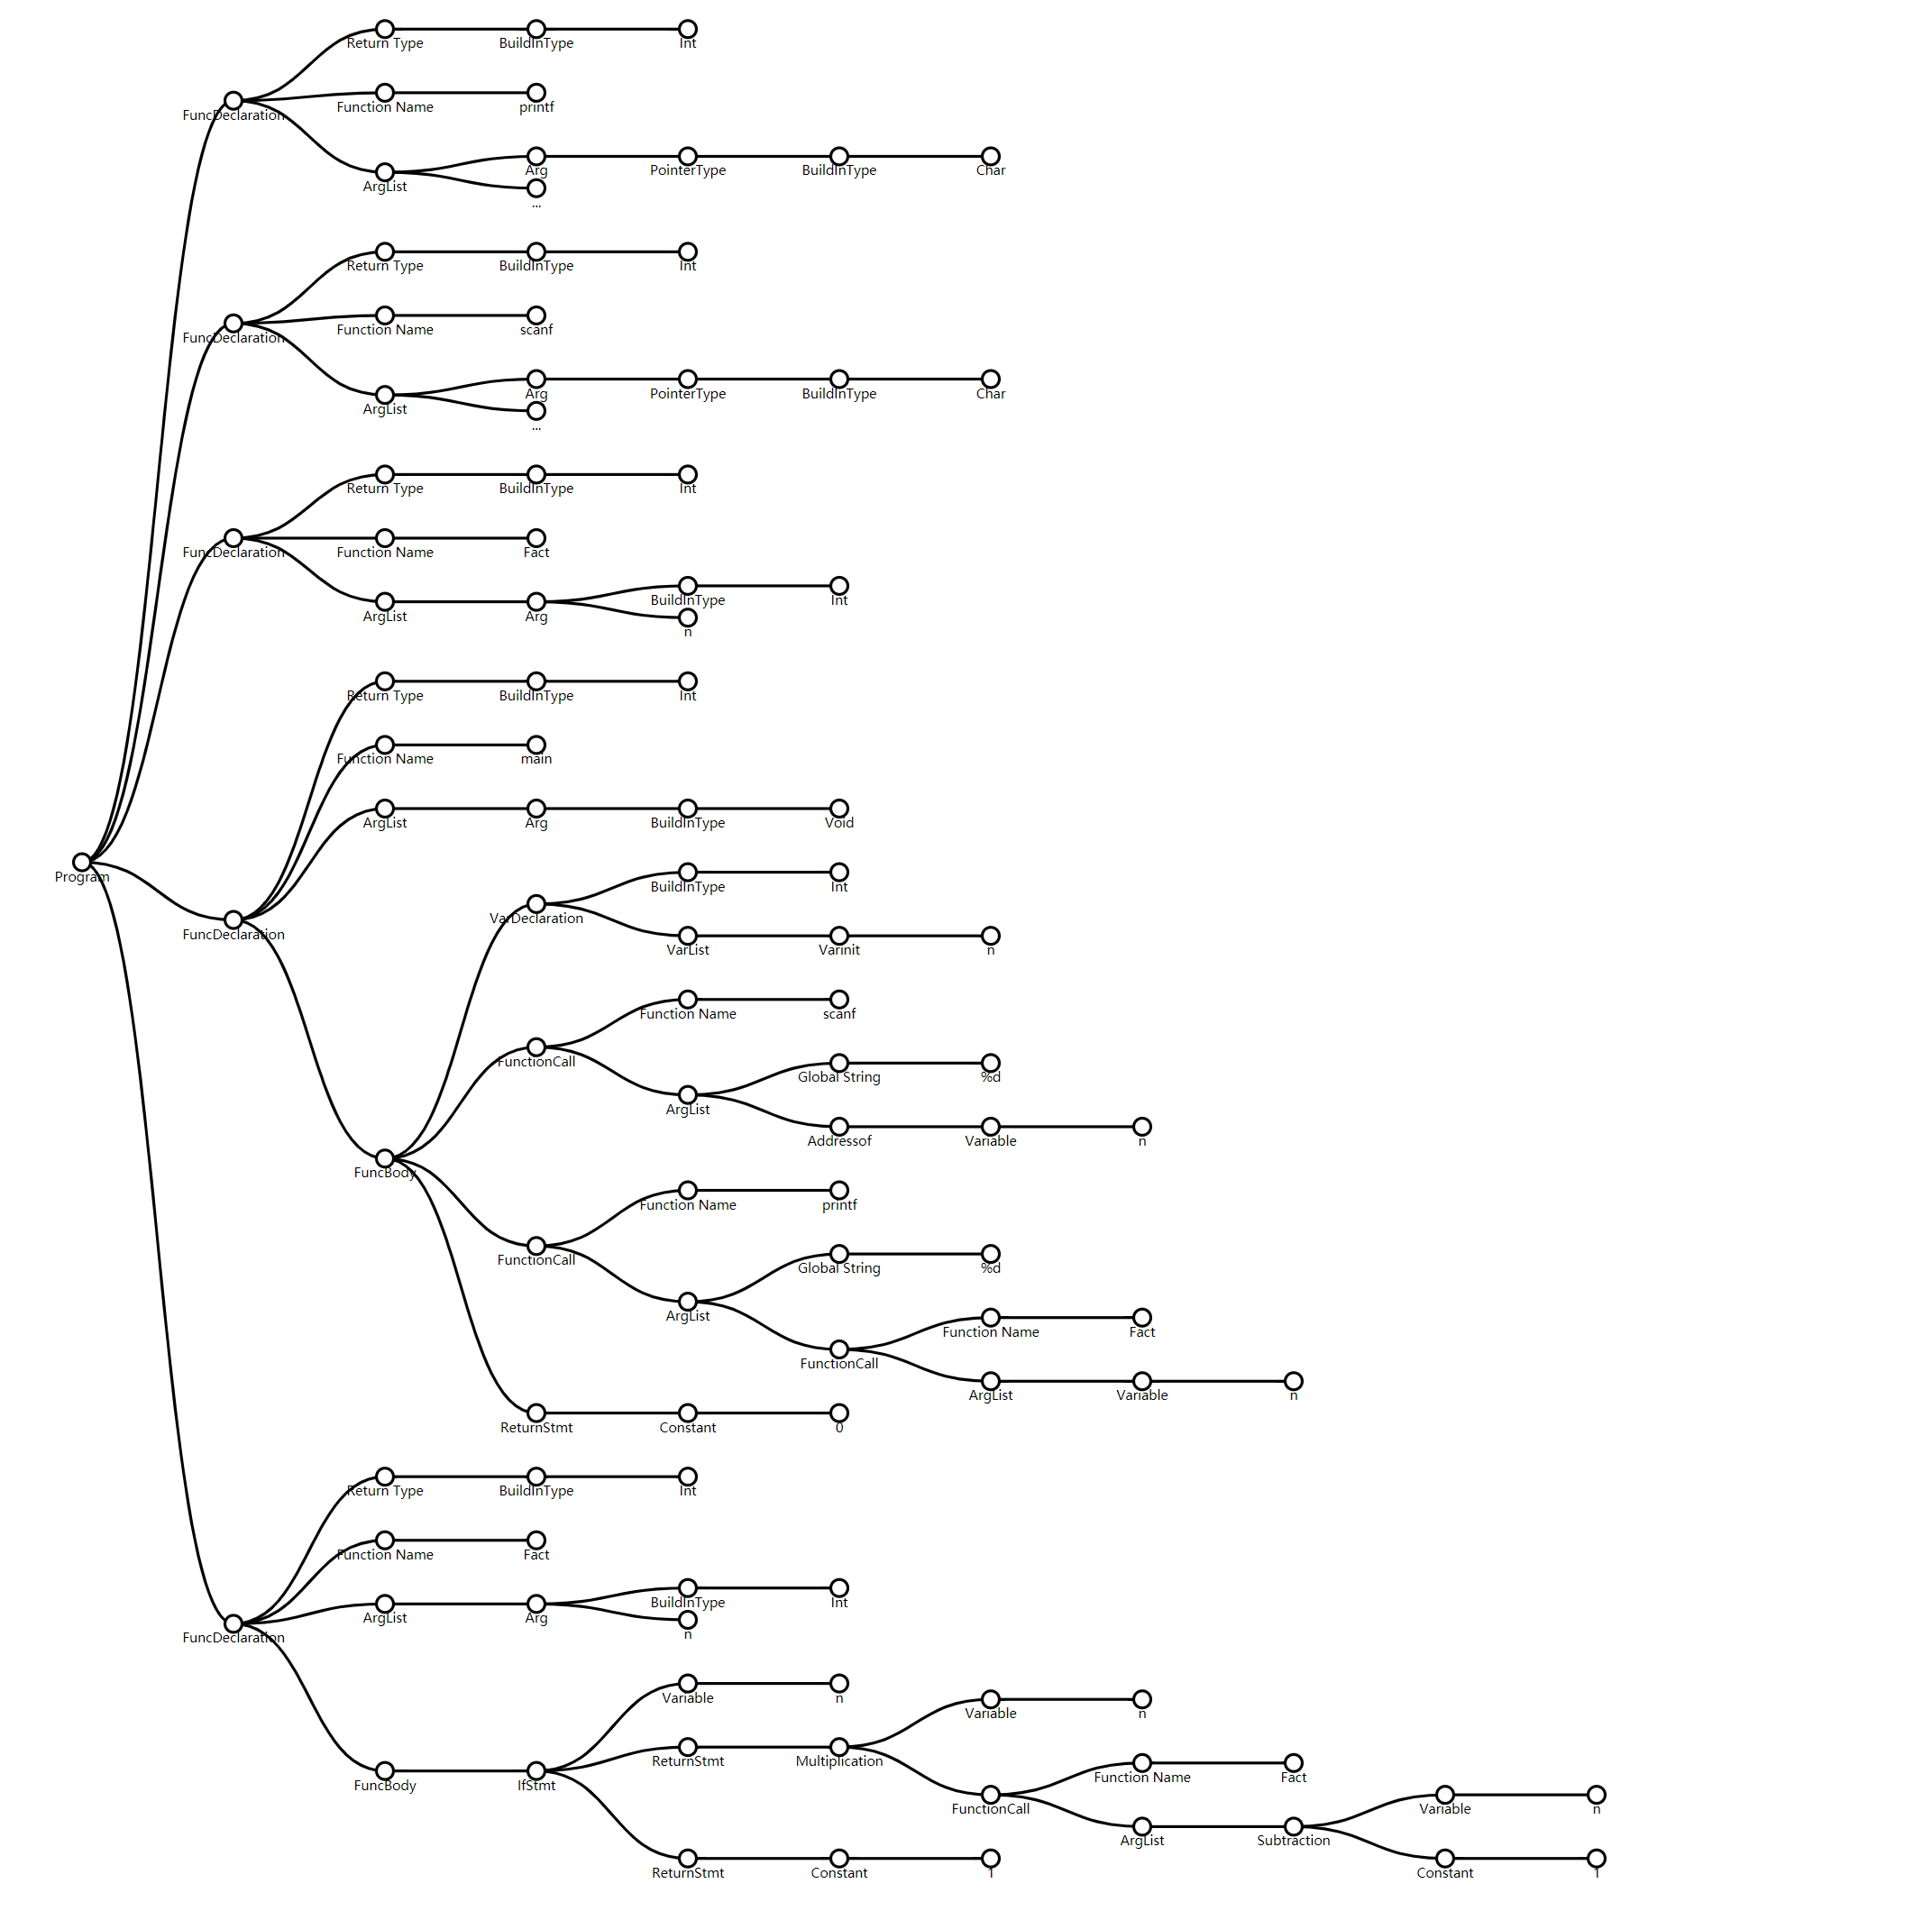 Return Type BuildInType Int
Function Name printf
FuncDeclaration
Arg PointerType BuildInType Char
ArgList
...
Return Type BuildInType Int
Function Name scanf
FuncDeclaration
Arg PointerType BuildInType Char
ArgList
...
Return Type BuildInType Int
FuncDeclaration Function Name Fact
BuildInType Int
ArgList Arg
n
Return Type BuildInType Int
Function Name main
ArgList Arg BuildInType Void
Program
BuildInType Int
VarDeclaration
FuncDeclaration
VarList Varinit n
Function Name scanf
FunctionCall
Global String %d
ArgList
Addressof Variable n
FuncBody
Function Name printf
FunctionCall
Global String %d
ArgList
Function Name Fact
FunctionCall
ArgList Variable n
ReturnStmt Constant 0
Return Type BuildInType Int
Function Name Fact
BuildInType Int
ArgList Arg
n
FuncDeclaration
Variable n
Variable n
ReturnStmt Multiplication
Function Name Fact
FuncBody IfStmt
FunctionCall
Variable n
ArgList Subtraction
ReturnStmt Constant 1
Constant 1